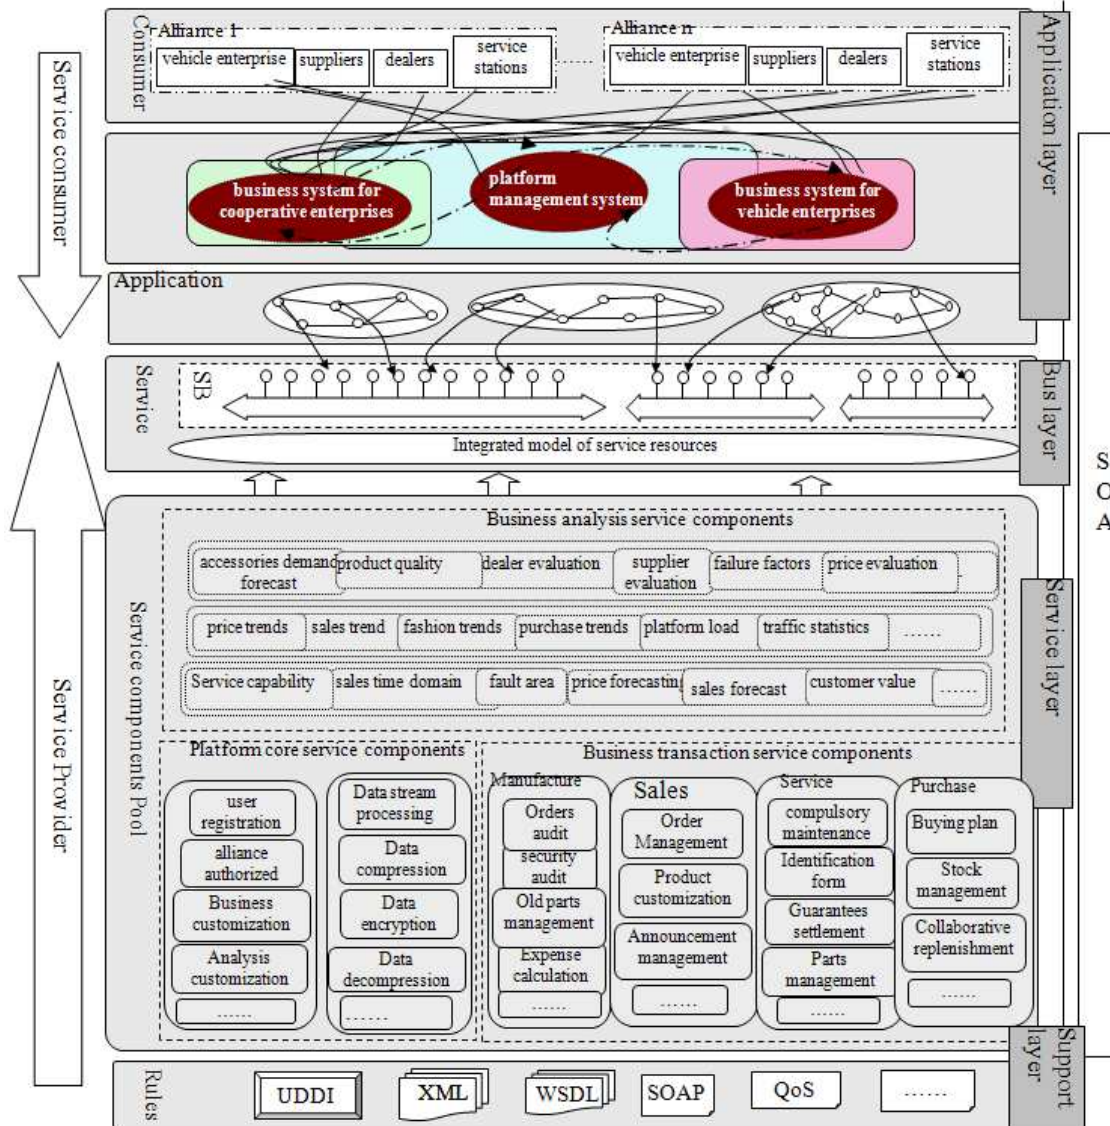 Service consumer
Service Provider
Consumer
Alliance 1
vehicle enterprise
suppliers
dealers
service
stations
......
Alliance n
vehicle enterprise
suppliers
dealers
service
stations
Application layer
business system for
cooperative enterprises
platform
management system
business system for
vehicle enterprises
Application
Service
SB
Integrated model of service resources
Bus layer
S
O
A
Service components Pool
Business analysis service components
accessories demand
forecast
product quality
dealer evaluation
supplier
evaluation
failure factors
price evaluation
price trends
sales trend
fashion trends
purchase trends
platform load
traffic statistics
......
Service capability
sales time domain
fault area
price forecasting
sales forecast
customer value
......
Service layer
Platform core service components
user
registration
alliance
authorized
Business
customization
Analysis
customization
......
Data stream
processing
Data
compression
Data
encryption
Data
decompression
......
Business transaction service components
Manufacture
Orders
audit
security
audit
Old parts
management
Expense
calculation
......
Sales
Order
Management
Product
customization
Announcement
management
......
Service
compulsory
maintenance
Identification
form
Guarantees
settlement
Parts
management
......
Purchase
Buying plan
Stock
management
Collaborative
replenishment
......
Support
layer
Rules
UDDI
XML
WSDL
SOAP
QoS
......